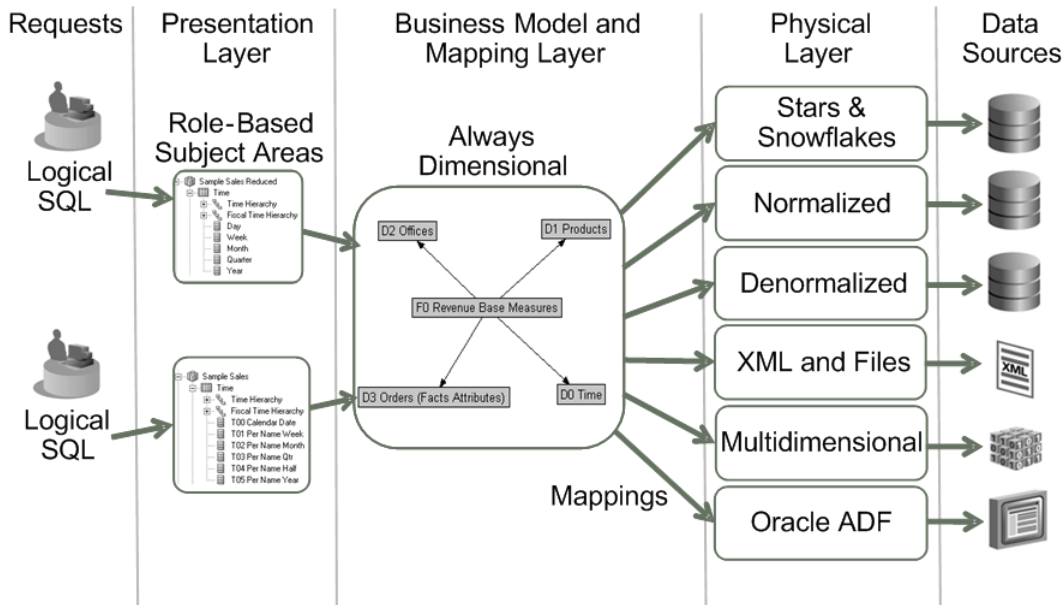 Requests
Presentation
Layer
Business Model and
Mapping Layer
Physical
Layer
Data
Sources
Logical
SQL
Role-Based
Subject Areas
Sample Sales Reduced
Time
Time Hierarchy
Fiscal Time Hierarchy
Day
Week
Month
Quarter
Year
Logical
SQL
Sample Sales
Time
Time Hierarchy
Fiscal Time Hierarchy
T00 Calendar Date
T01 Per Name Week
T02 Per Name Month
T03 Per Name Qtr
T04 Per Name Half
T05 Per Name Year
Always
Dimensional
D2 Offices
D1 Products
F0 Revenue Base Measures
D3 Orders (Facts Attributes)
D0 Time
Mappings
Stars &
Snowflakes
Normalized
Denormalized
XML and Files
Multidimensional
Oracle ADF
XML